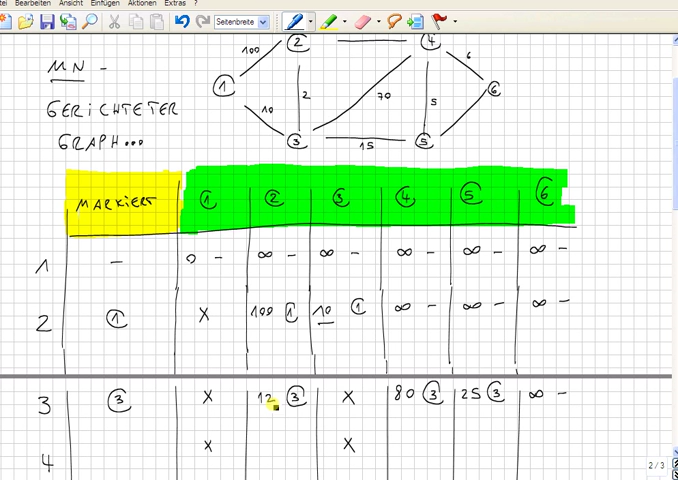 tei Bearbeiten Ansicht Einfügen Aktionen Extras ?
Seitenbreite
2 4
100 6
MN - 1 2 70 5 6
10
GERICHTETER
GRAPH... 3 15 5
MARKIERT 1 2 3 4 5 6
1 - 0 - ∞ - ∞ - ∞ - ∞ - ∞ -
2 1 X 100 1 10 1 ∞ - ∞ - ∞ -
3 3 X 12 3 X 80 3 25 3 ∞ -
4 X X
2/3